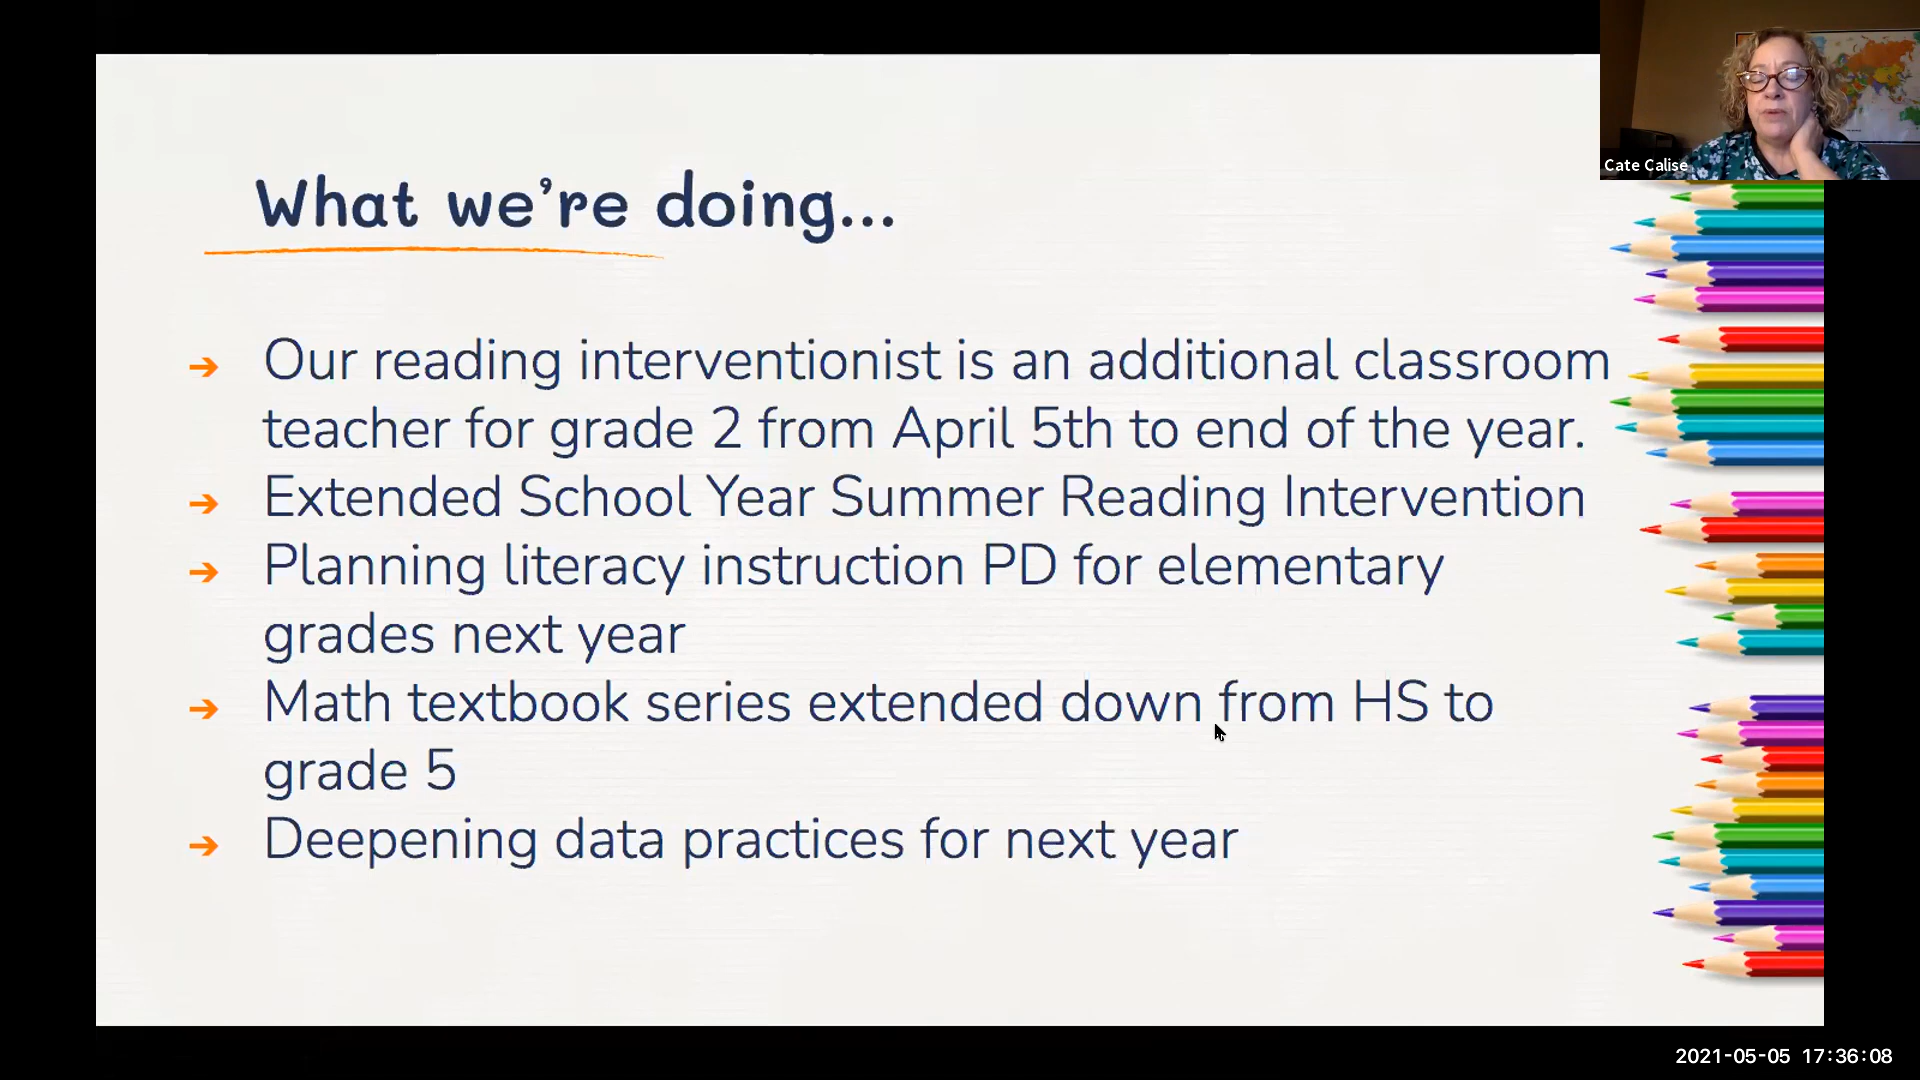 Cate Calise
What we're doing...
➔ Our reading interventionist is an additional classroom
teacher for grade 2 from April 5th to end of the year.
➔ Extended School Year Summer Reading Intervention
➔ Planning literacy instruction PD for elementary
grades next year
➔ Math textbook series extended down from HS to
grade 5
➔ Deepening data practices for next year
2021-05-05 17:36:08